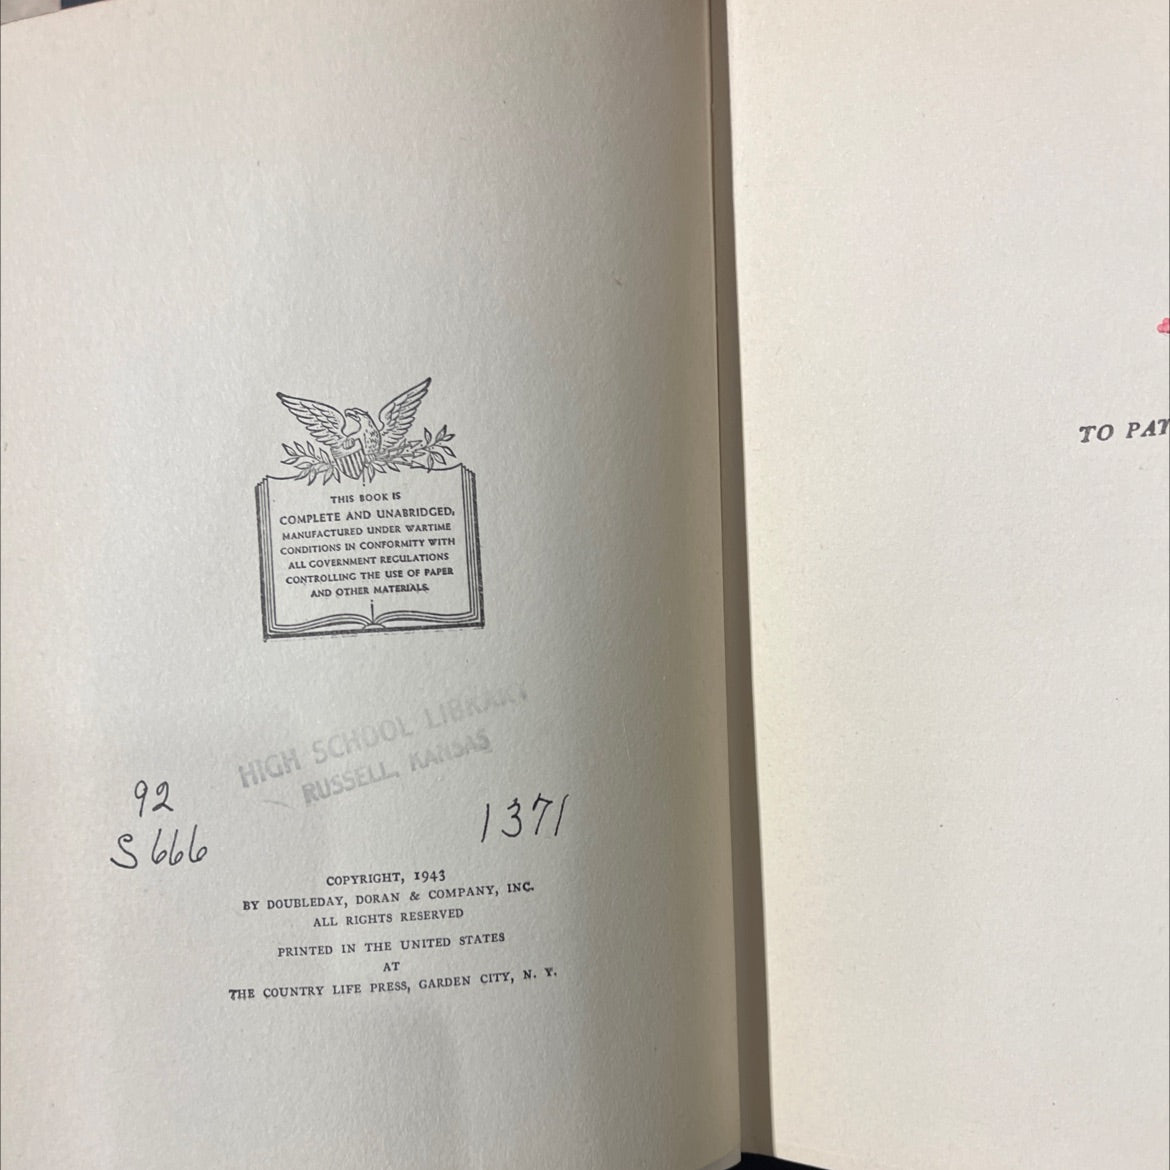 THIS BOOK IS
COMPLETE AND UNABRIDGED,
MANUFACTURED UNDER WARTIME
CONDITIONS IN CONFORMITY WITH
ALL GOVERNMENT REGULATIONS
CONTROLLING THE USE OF PAPER
AND OTHER MATERIALS.
HIGH SCHOOL LIBRARY
RUSSELL, KANSAS
92
S666
1371
COPYRIGHT, 1943
BY DOUBLEDAY, DORAN & COMPANY, INC.
ALL RIGHTS RESERVED
PRINTED IN THE UNITED STATES
AT
THE COUNTRY LIFE PRESS, GARDEN CITY, N. Y.
TO PAT